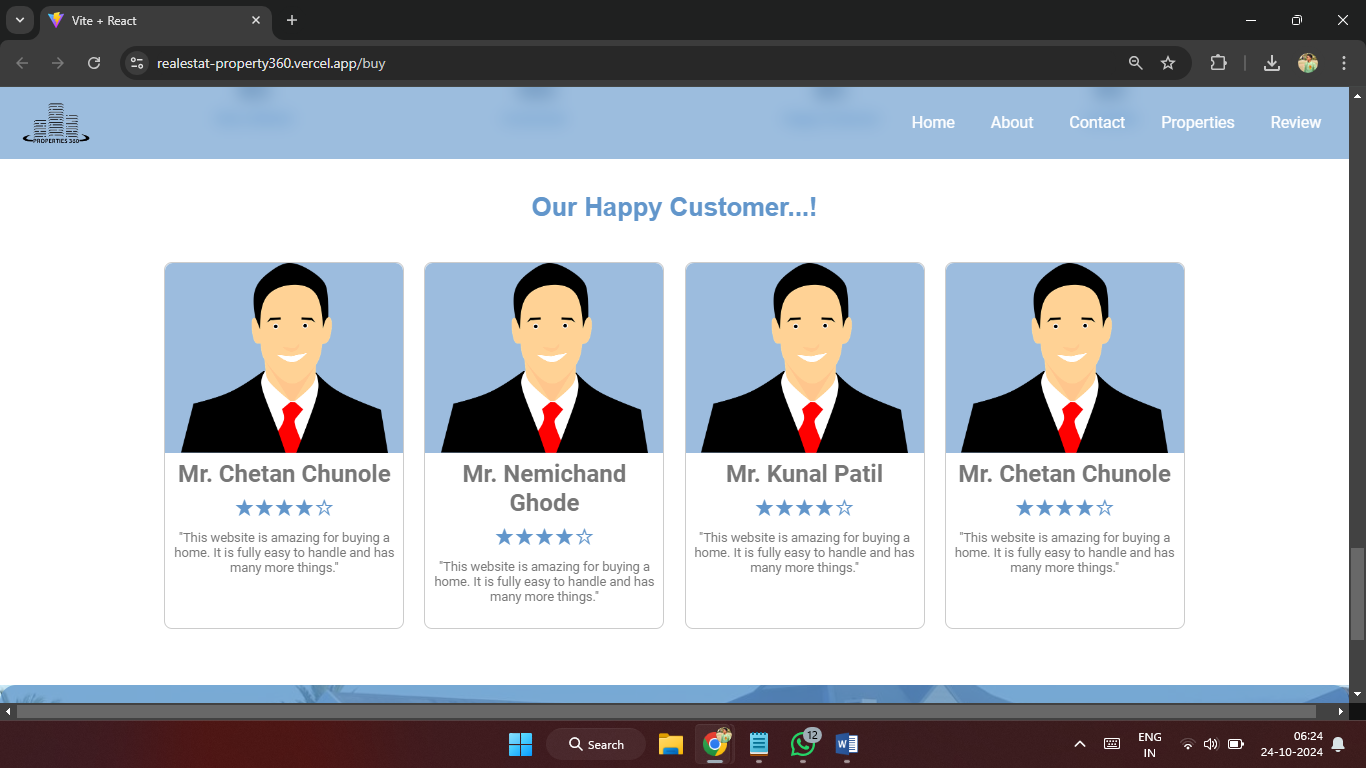 Vite + React
realestat-property360.vercel.app/buy
PROPERTIES 360
Home About Contact Properties Review
Our Happy Customer...!
Mr. Chetan Chunole
★★★★☆
"This website is amazing for buying a
home. It is fully easy to handle and has
many more things."
Mr. Nemichand
Ghode
★★★★☆
"This website is amazing for buying a
home. It is fully easy to handle and has
many more things."
Mr. Kunal Patil
★★★★☆
"This website is amazing for buying a
home. It is fully easy to handle and has
many more things."
Mr. Chetan Chunole
★★★★☆
"This website is amazing for buying a
home. It is fully easy to handle and has
many more things."
Search
12
W
ENG
IN
06:24
24-10-2024